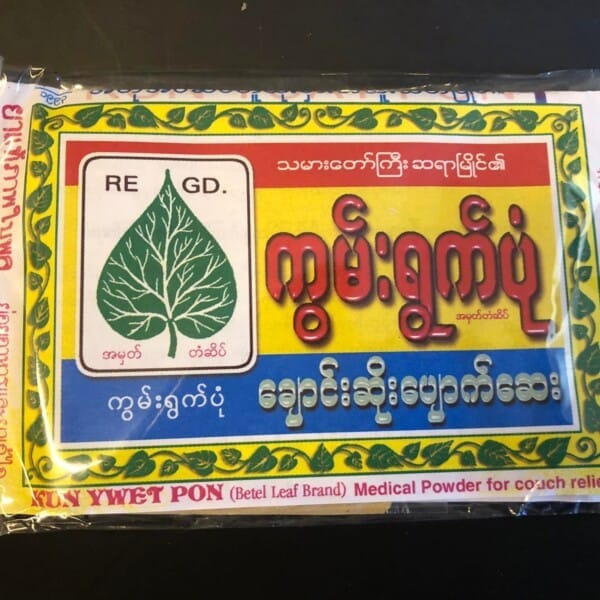 သမားတော်ကြီး ဆရာမြိုင်၏
RE GD.
ကွမ်းရွက်ပုံ
အမှတ်တံဆိပ်
အမှတ် တံဆိပ်
ကွမ်းရွက်ပုံ
ချောင်းဆိုးပျောက်ဆေး
KUN YWET PON (Betel Leaf Brand) Medical Powder for couch relie